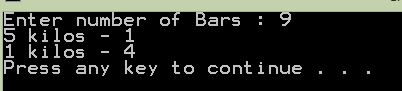 Enter number of Bars : 9
5 kilos - 1
1 kilos - 4
Press any key to continue . . .